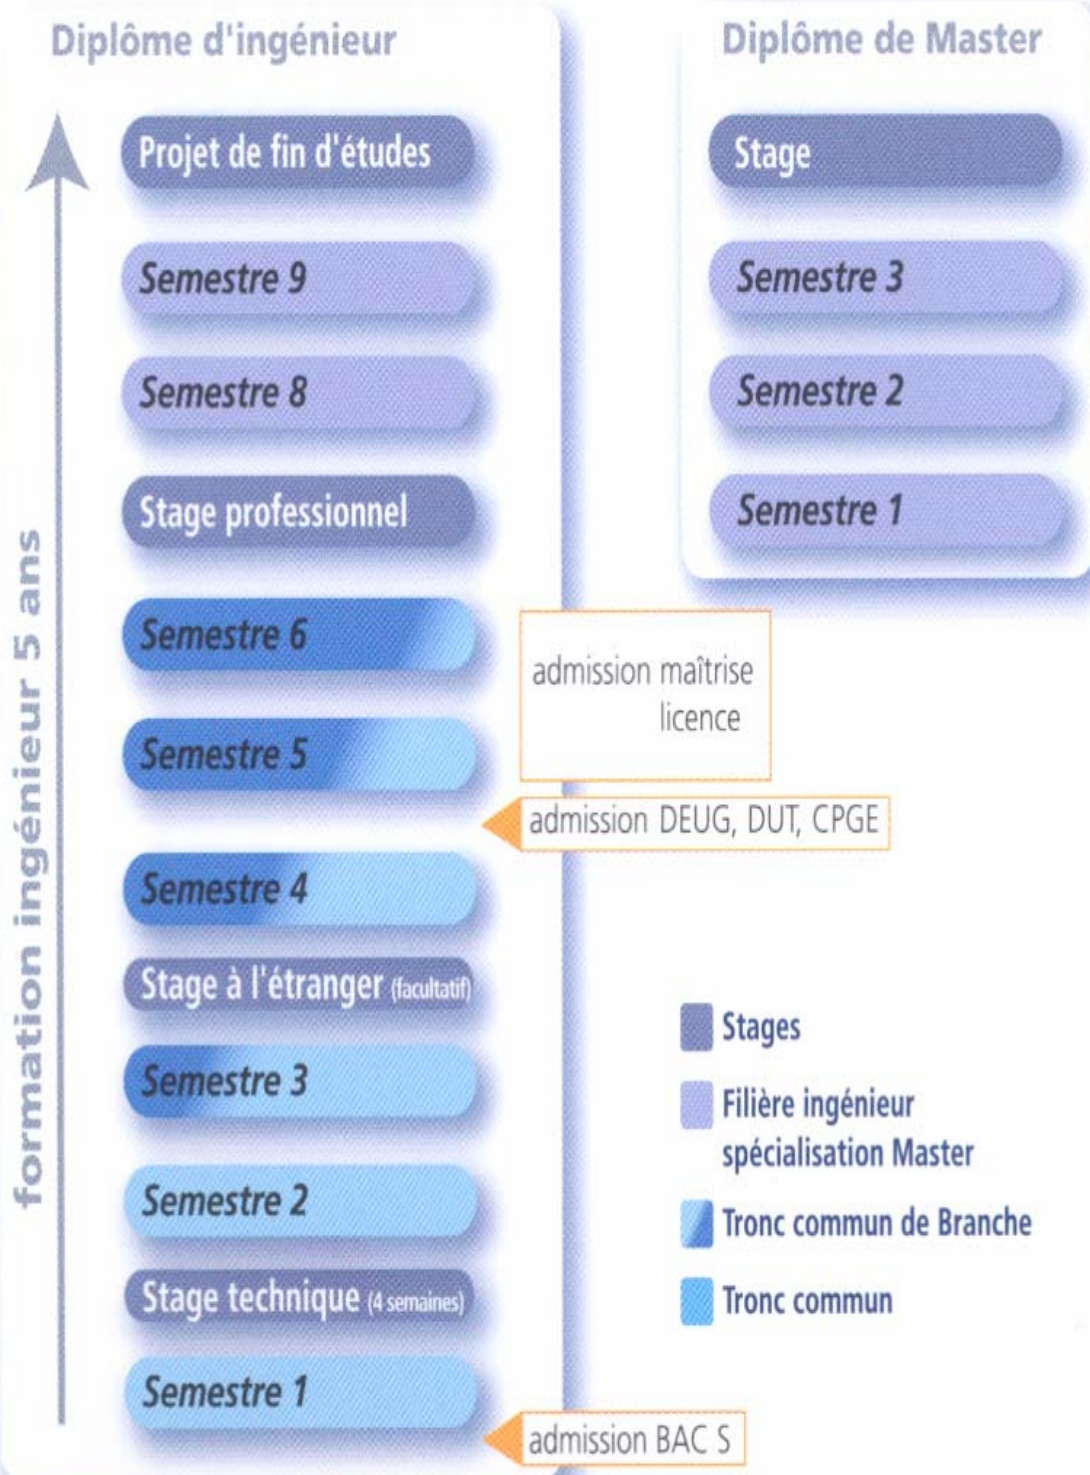 Diplôme d'ingénieur
Projet de fin d'études
Semestre 9
Semestre 8
Stage professionnel
Semestre 6
Semestre 5
Semestre 4
Stage à l'étranger (facultatif)
Semestre 3
Semestre 2
Stage technique (4 semaines)
Semestre 1
formation ingénieur 5 ans
admission maîtrise
licence
admission DEUG, DUT, CPGE
admission BAC S
Diplôme de Master
Stage
Semestre 3
Semestre 2
Semestre 1
Stages
Filière ingénieur
spécialisation Master
Tronc commun de Branche
Tronc commun